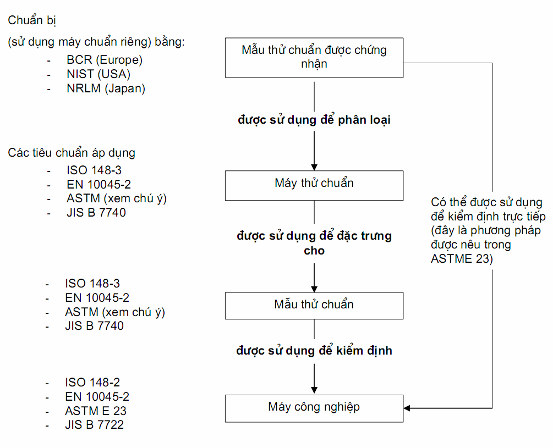 Chuẩn bị
(sử dụng máy chuẩn riêng) bằng:
- BCR (Europe)
- NIST (USA)
- NRLM (Japan)
Mẫu thử chuẩn được chứng
nhận
được sử dụng để phân loại
Các tiêu chuẩn áp dụng
- ISO 148-3
- EN 10045-2
- ASTM (xem chú ý)
- JIS B 7740
Máy thử chuẩn
được sử dụng để đặc trưng
cho
Có thể được sử dụng
để kiểm định trực tiếp
(đây là phương pháp
được nêu trong
ASTME 23)
- ISO 148-3
- EN 10045-2
- ASTM (xem chú ý)
- JIS B 7740
Mẫu thử chuẩn
được sử dụng để kiểm định
- ISO 148-2
- EN 10045-2
- ASTM E 23
- JIS B 7722
Máy công nghiệp